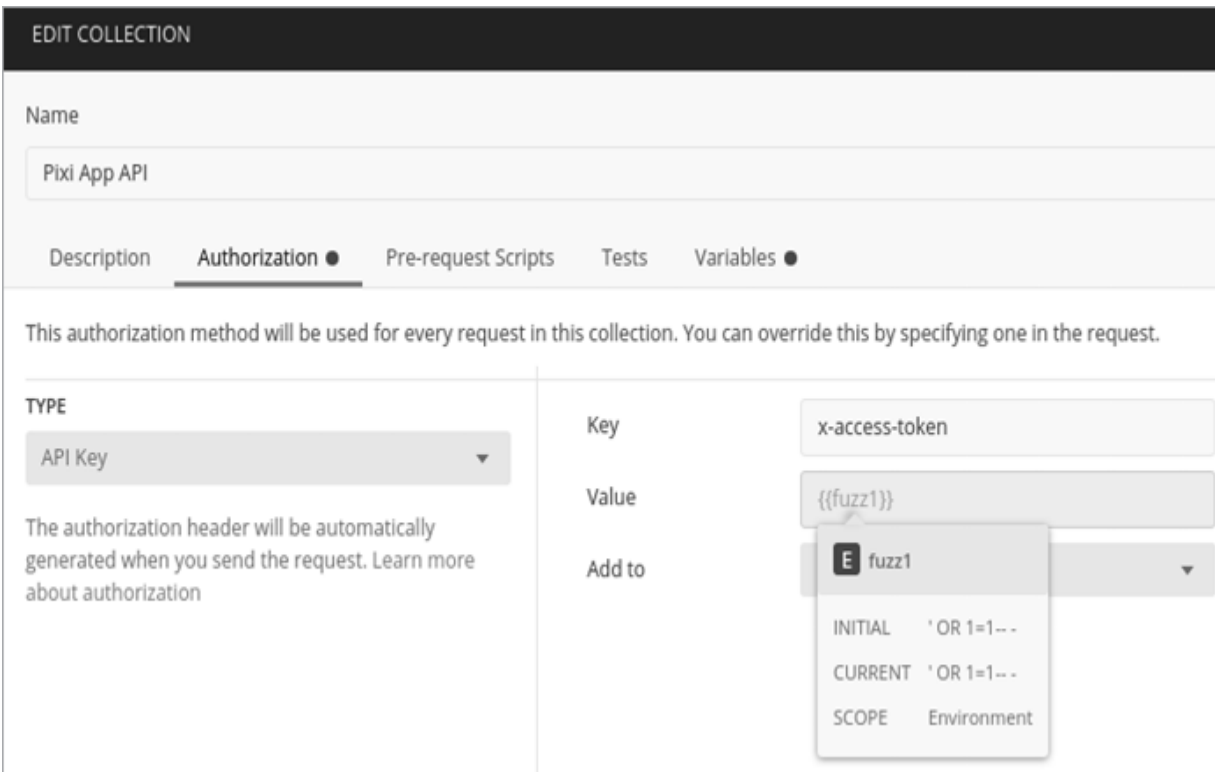 EDIT COLLECTION
Name
Pixi App API
Description Authorization ● Pre-request Scripts Tests Variables ●
This authorization method will be used for every request in this collection. You can override this by specifying one in the request.
TYPE
API Key
The authorization header will be automatically
generated when you send the request. Learn more
about authorization
Key x-access-token
Value {{fuzz1}}
Add to
E fuzz1
INITIAL ' OR 1=1-- -
CURRENT ' OR 1=1-- -
SCOPE Environment